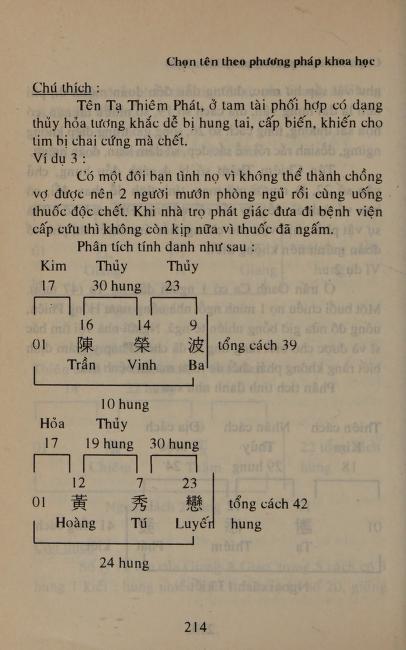 Chọn tên theo phương pháp khoa học
Chú thích :
Tên Tạ Thiêm Phát, ở tam tài phối hợp có dạng
thủy hỏa tương khắc dễ bị hung tai, cấp biến, khiến cho
tim bị chai cứng mà chết.
Ví dụ 3 :
Có một đôi bạn tình nọ vì không thể thành chồng
vợ được nên 2 người mướn phòng ngủ rồi cùng uống
thuốc độc chết. Khi nhà trọ phát giác đưa đi bệnh viện
cấp cứu thì không còn kịp nữa vì thuốc đã ngấm.
Phân tích tính danh như sau :
Kim Thủy Thủy
17 30 hung 23
16 14 9
01 陳 榮 波 tổng cách 39
Trần Vinh Ba
10 hung
Hỏa Thủy
17 19 hung 30 hung
12 7 23
01 黃 秀 戀 tổng cách 42
Hoàng Tú Luyến hung
24 hung
214